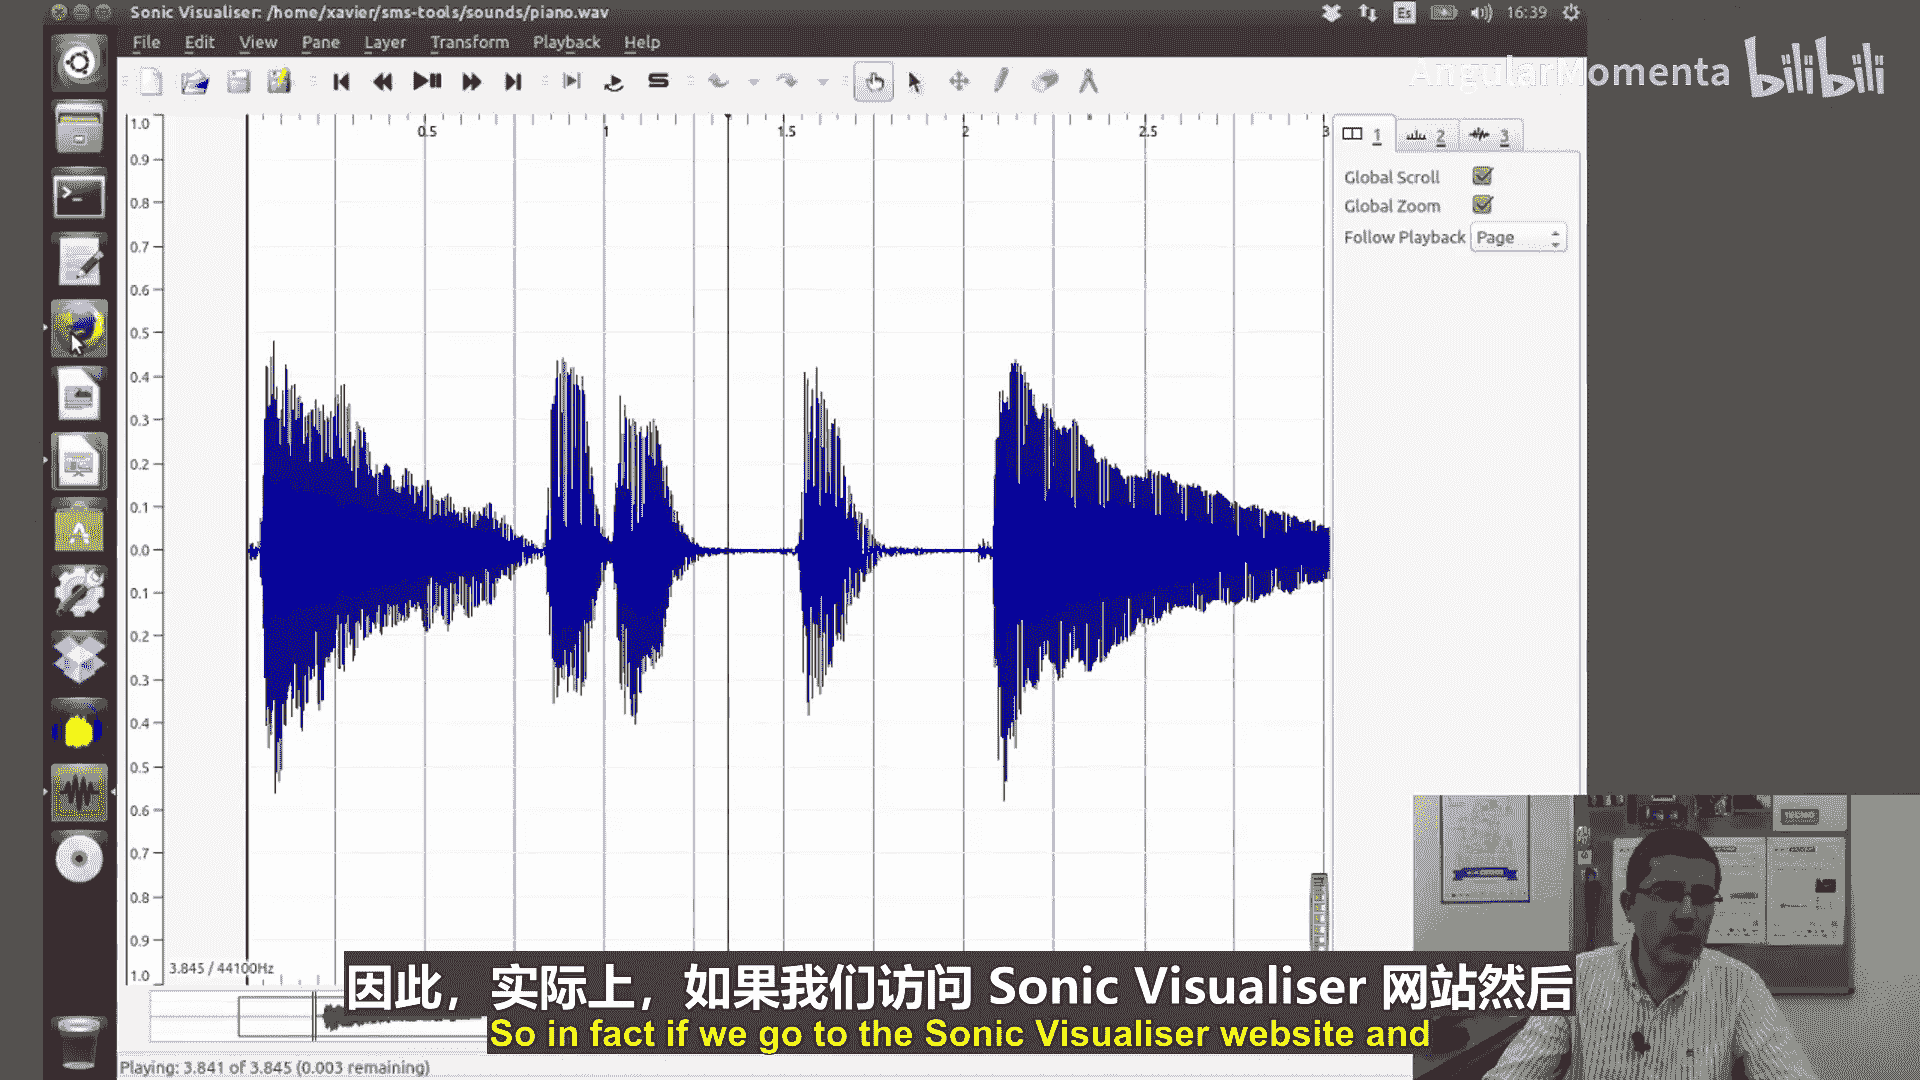 Sonic Visualiser: /home/xavier/sms-tools/sounds/piano.wav
Es
16:39
File Edit View Pane Layer Transform Playback Help
AngularMomenta bilibili
1.0
0.9
0.8
0.7
0.6
0.5
0.4
0.3
0.2
0.1
0.0
0.1
0.2
0.3
0.4
0.5
0.6
0.7
0.8
0.9
1.0
0.5 1 1.5 2 2.5 3
1 2 3
Global Scroll
Global Zoom
Follow Playback Page
3.845 / 44100Hz
因此，实际上，如果我们访问 Sonic Visualiser 网站然后
So in fact if we go to the Sonic Visualiser website and
Playing: 3.841 of 3.845 (0.003 remaining)